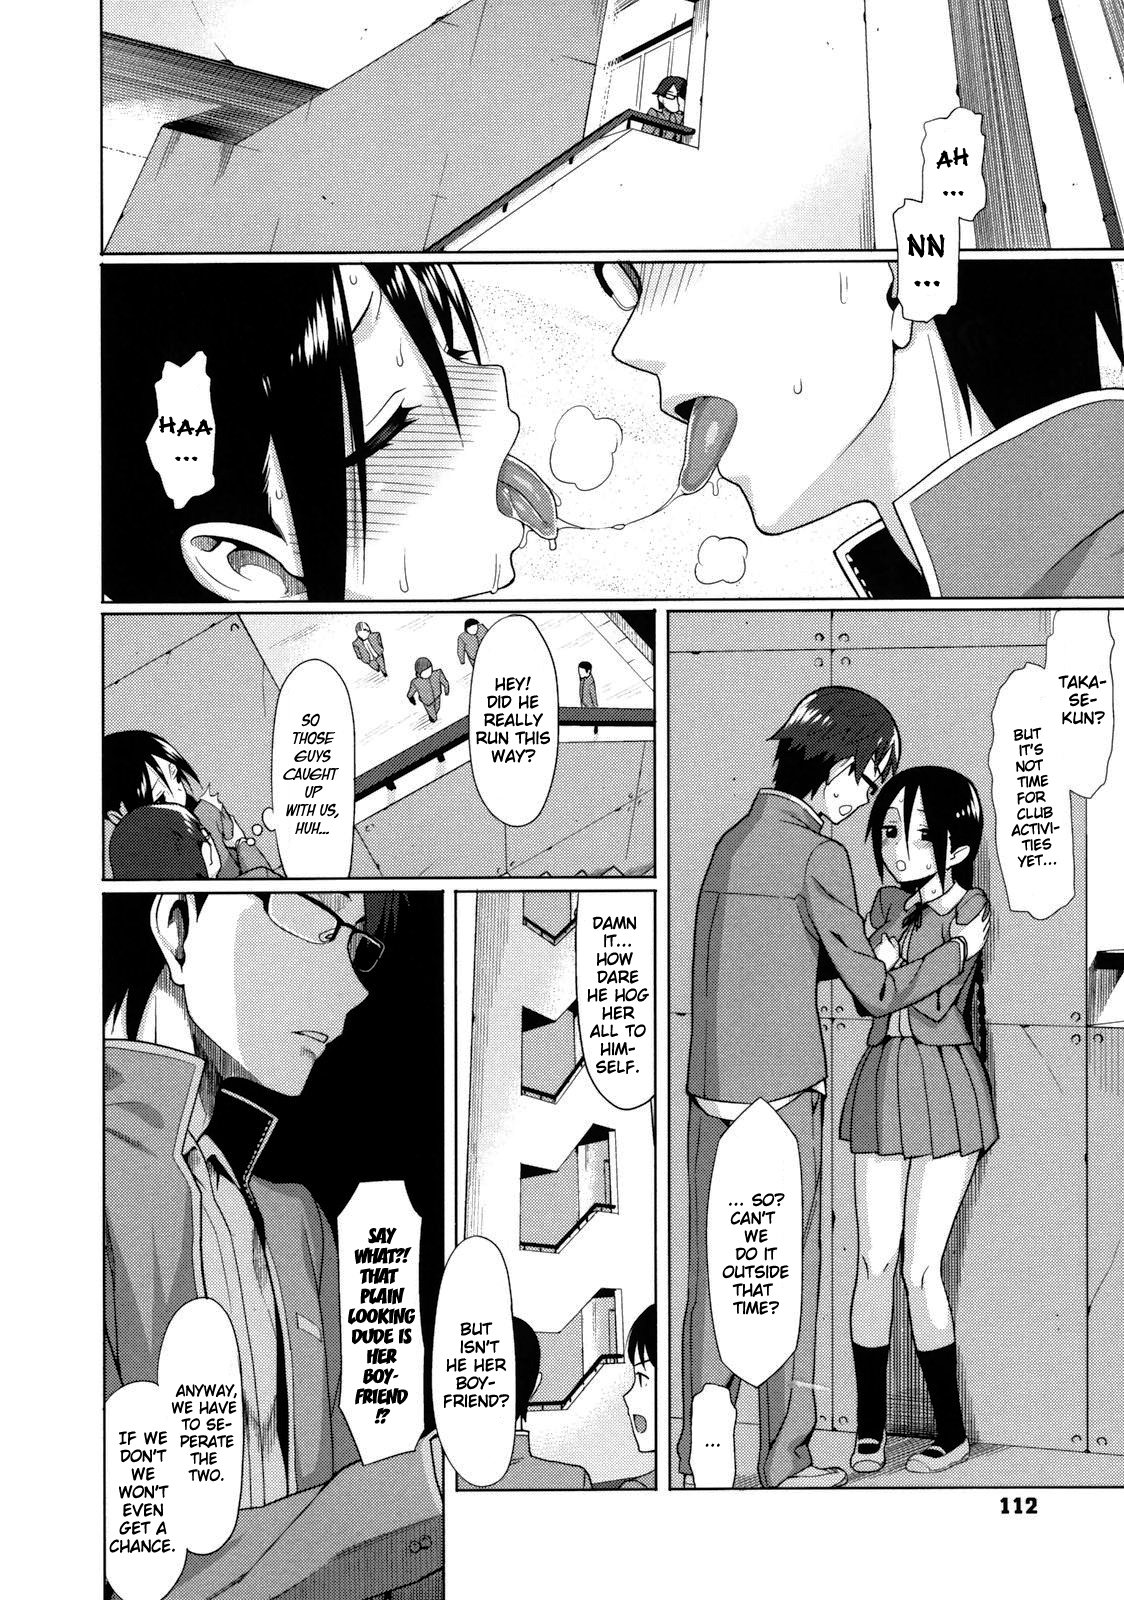 AH
...
NN
...
HAA
...
TAKA-
SE-
KUN?
BUT
IT'S
NOT
TIME
FOR
CLUB
ACTIVI-
TIES
YET...
... SO?
CAN'T
WE
DO IT
OUTSIDE
THAT
TIME?
...
HEY!
DID HE
REALLY
RUN THIS
WAY?
SO
THOSE
GUYS
CAUGHT
UP
WITH US,
HUH...
DAMN
IT...
HOW
DARE
HE HOG
HER
ALL TO
HIM-
SELF.
BUT
ISN'T
HE HER
BOY-
FRIEND?
SAY
WHAT?!
THAT
PLAIN
LOOKING
DUDE IS
HER
BOY-
FRIEND
!?
ANYWAY,
WE HAVE
TO SE-
PERATE
THE
TWO.
IF WE
DON'T
WE
WON'T
EVEN
GET A
CHANCE.
112